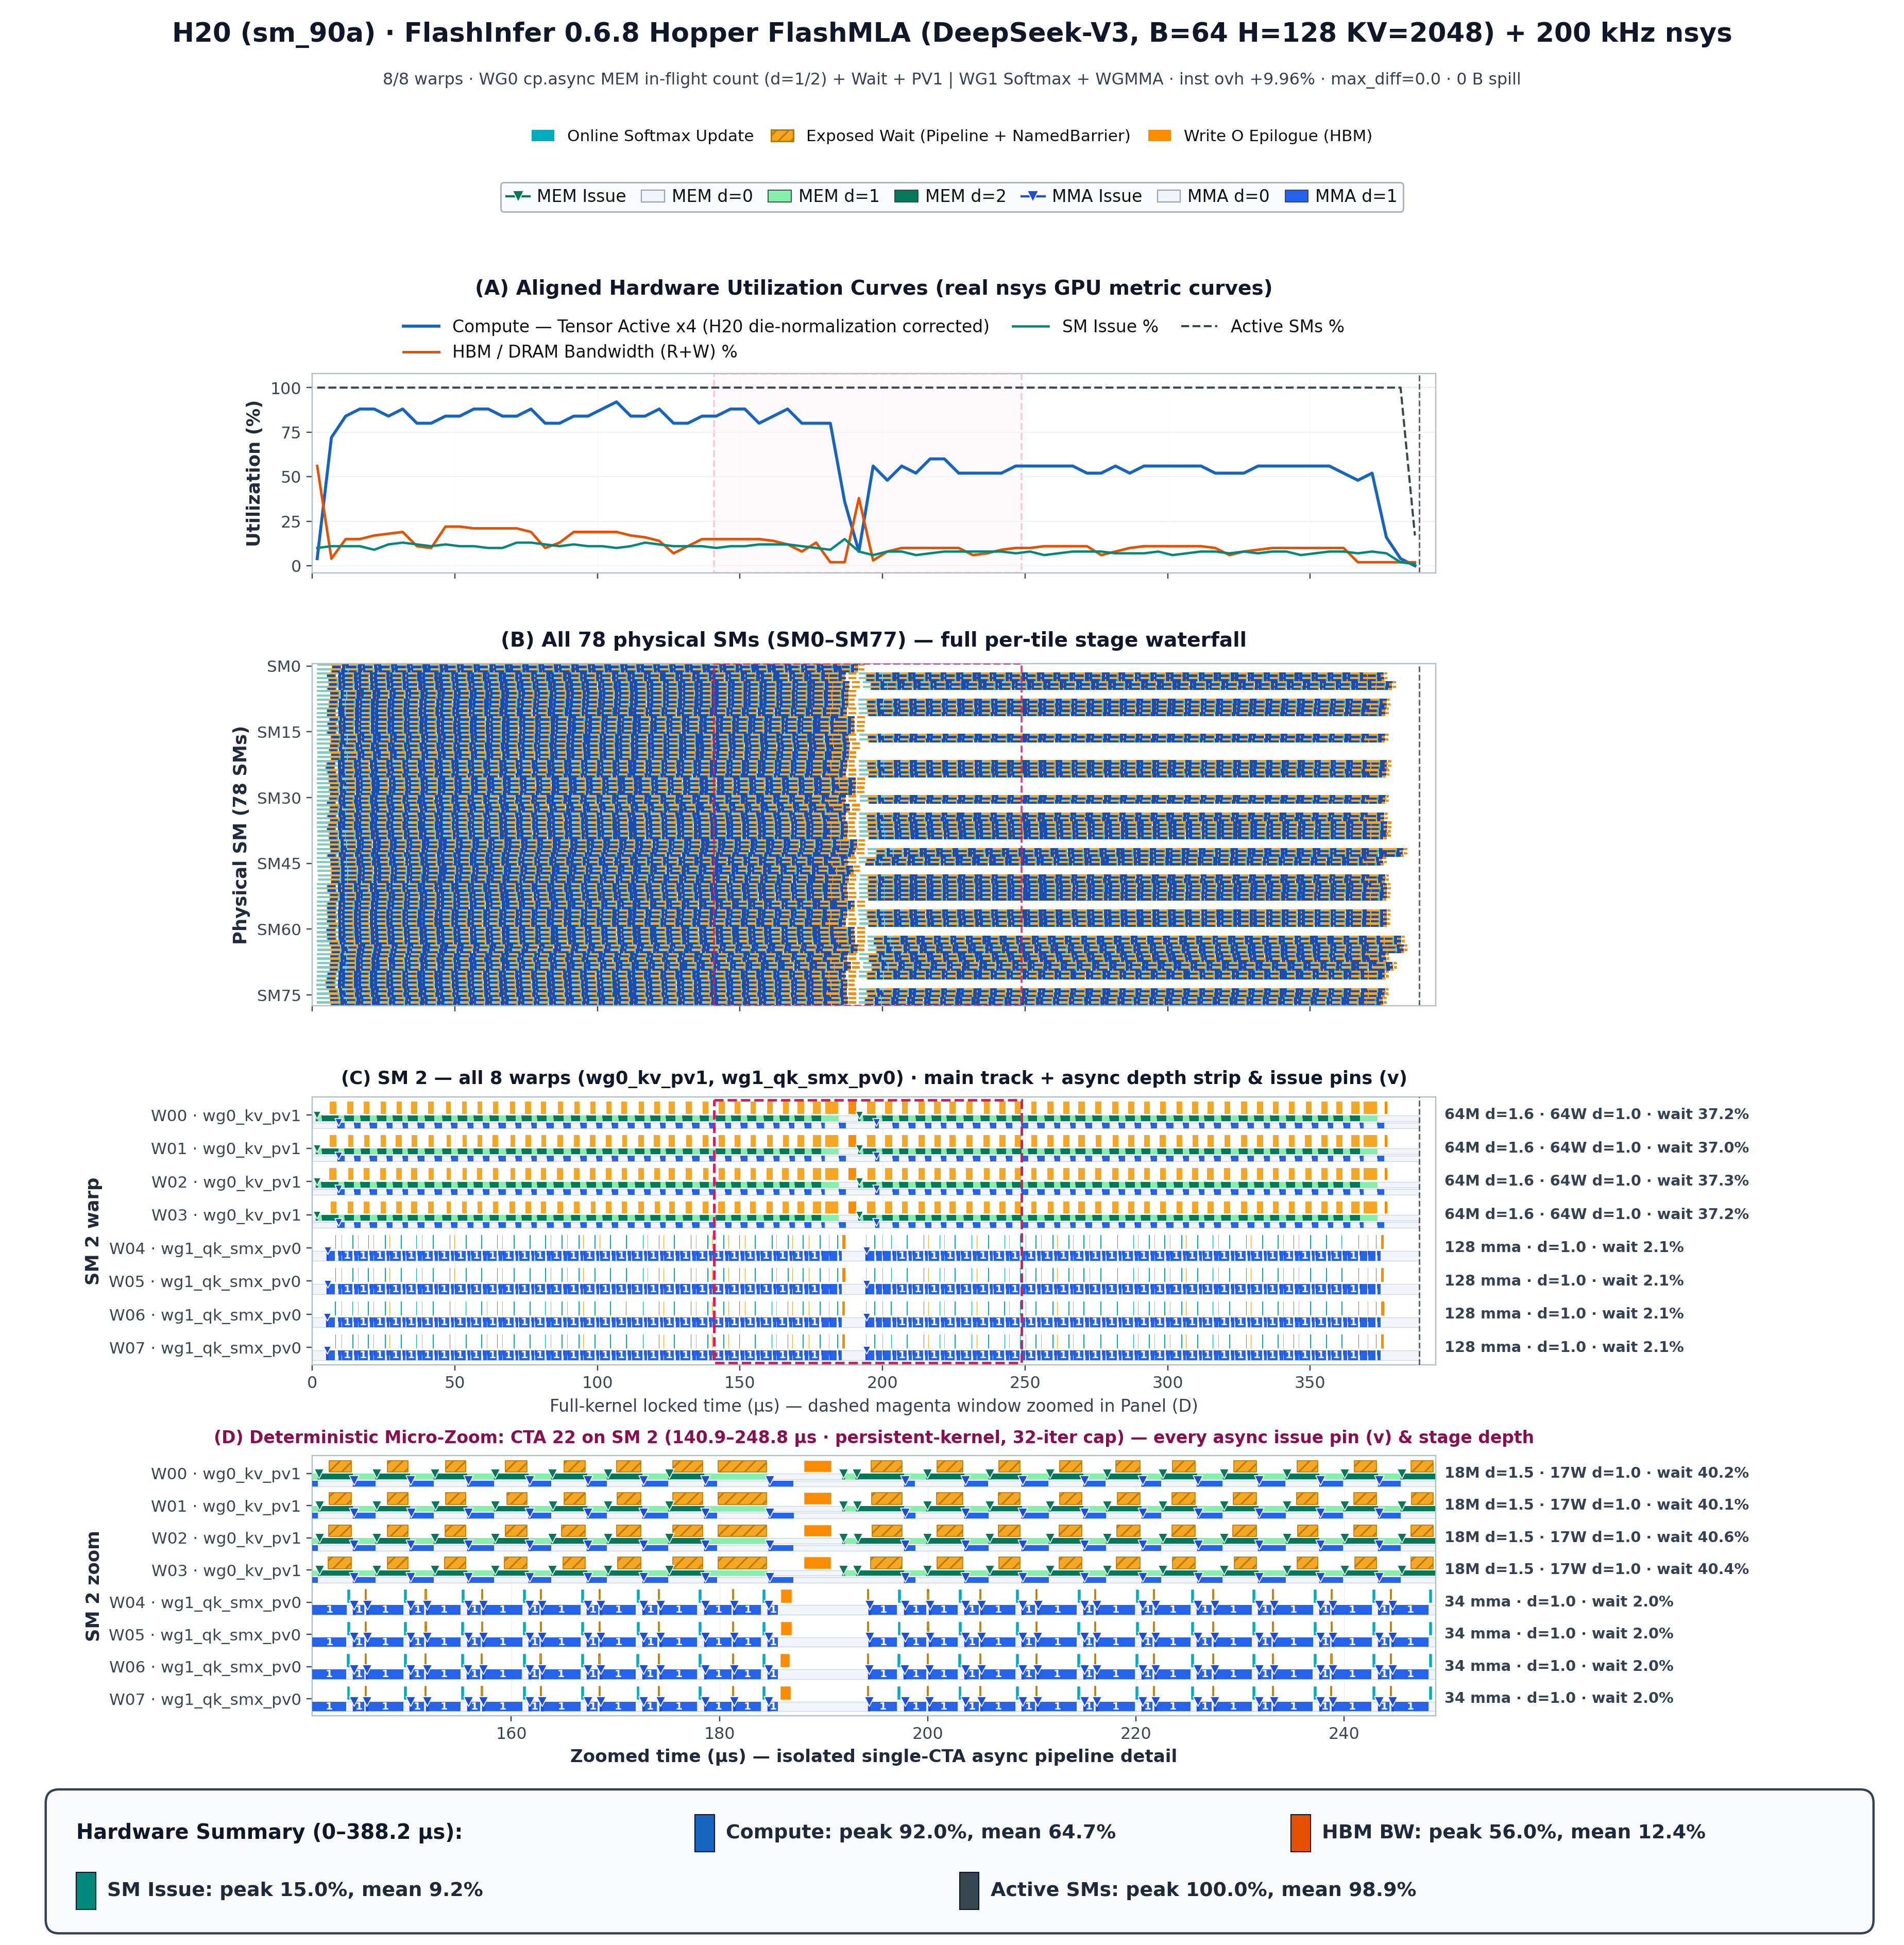 H20 (sm_90a) · FlashInfer 0.6.8 Hopper FlashMLA (DeepSeek-V3, B=64 H=128 KV=2048) + 200 kHz nsys
8/8 warps · WG0 cp.async MEM in-flight count (d=1/2) + Wait + PV1 | WG1 Softmax + WGMMA · inst ovh +9.96% · max_diff=0.0 · 0 B spill
Online Softmax Update Exposed Wait (Pipeline + NamedBarrier) Write O Epilogue (HBM)
MEM Issue MEM d=0 MEM d=1 MEM d=2 MMA Issue MMA d=0 MMA d=1
(A) Aligned Hardware Utilization Curves (real nsys GPU metric curves)
Compute — Tensor Active x4 (H20 die-normalization corrected) SM Issue % Active SMs %
HBM / DRAM Bandwidth (R+W) %
Utilization (%)
100
75
50
25
0
(B) All 78 physical SMs (SM0–SM77) — full per-tile stage waterfall
Physical SM (78 SMs)
SM0
SM15
SM30
SM45
SM60
SM75
(C) SM 2 — all 8 warps (wg0_kv_pv1, wg1_qk_smx_pv0) · main track + async depth strip & issue pins (v)
SM 2 warp
W00 · wg0_kv_pv1 64M d=1.6 · 64W d=1.0 · wait 37.2%
W01 · wg0_kv_pv1 64M d=1.6 · 64W d=1.0 · wait 37.0%
W02 · wg0_kv_pv1 64M d=1.6 · 64W d=1.0 · wait 37.3%
W03 · wg0_kv_pv1 64M d=1.6 · 64W d=1.0 · wait 37.2%
W04 · wg1_qk_smx_pv0 128 mma · d=1.0 · wait 2.1%
W05 · wg1_qk_smx_pv0 128 mma · d=1.0 · wait 2.1%
W06 · wg1_qk_smx_pv0 128 mma · d=1.0 · wait 2.1%
W07 · wg1_qk_smx_pv0 128 mma · d=1.0 · wait 2.1%
0 50 100 150 200 250 300 350
Full-kernel locked time (µs) — dashed magenta window zoomed in Panel (D)
(D) Deterministic Micro-Zoom: CTA 22 on SM 2 (140.9–248.8 µs · persistent-kernel, 32-iter cap) — every async issue pin (v) & stage depth
SM 2 zoom
W00 · wg0_kv_pv1 18M d=1.5 · 17W d=1.0 · wait 40.2%
W01 · wg0_kv_pv1 18M d=1.5 · 17W d=1.0 · wait 40.1%
W02 · wg0_kv_pv1 18M d=1.5 · 17W d=1.0 · wait 40.6%
W03 · wg0_kv_pv1 18M d=1.5 · 17W d=1.0 · wait 40.4%
W04 · wg1_qk_smx_pv0 34 mma · d=1.0 · wait 2.0%
W05 · wg1_qk_smx_pv0 34 mma · d=1.0 · wait 2.0%
W06 · wg1_qk_smx_pv0 34 mma · d=1.0 · wait 2.0%
W07 · wg1_qk_smx_pv0 34 mma · d=1.0 · wait 2.0%
160 180 200 220 240
Zoomed time (µs) — isolated single-CTA async pipeline detail
Hardware Summary (0–388.2 µs): Compute: peak 92.0%, mean 64.7% HBM BW: peak 56.0%, mean 12.4%
SM Issue: peak 15.0%, mean 9.2% Active SMs: peak 100.0%, mean 98.9%